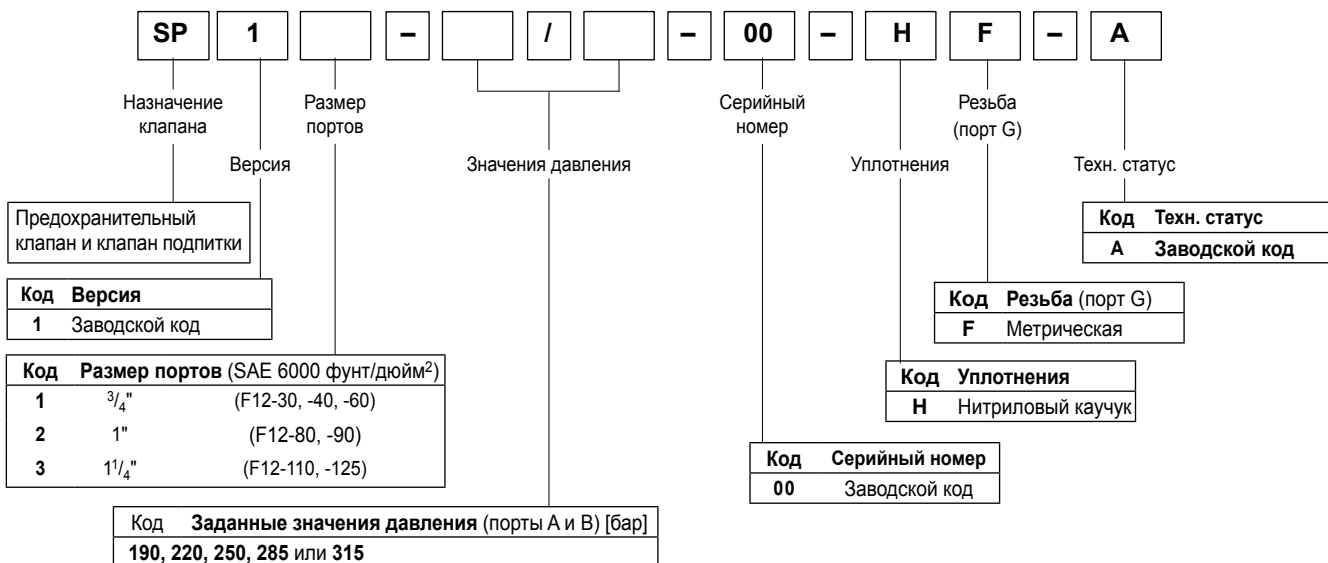 SP 1 – / – 00 – H F – A
Назначение клапана
Размер портов
Серийный номер
Резьба (порт G)
Версия
Значения давления
Уплотнения
Техн. статус
Предохранительный
клапан и клапан подпитки
Код Техн. статус
A Заводской код
Код Версия
1 Заводской код
Код Резьба (порт G)
F Метрическая
Код Размер портов (SAE 6000 фунт/дюйм²)
1 3/4" (F12-30, -40, -60)
2 1" (F12-80, -90)
3 1 1/4" (F12-110, -125)
Код Уплотнения
H Нитриловый каучук
Код Серийный номер
00 Заводской код
Код Заданные значения давления (порты A и B) [бар]
190, 220, 250, 285 или 315